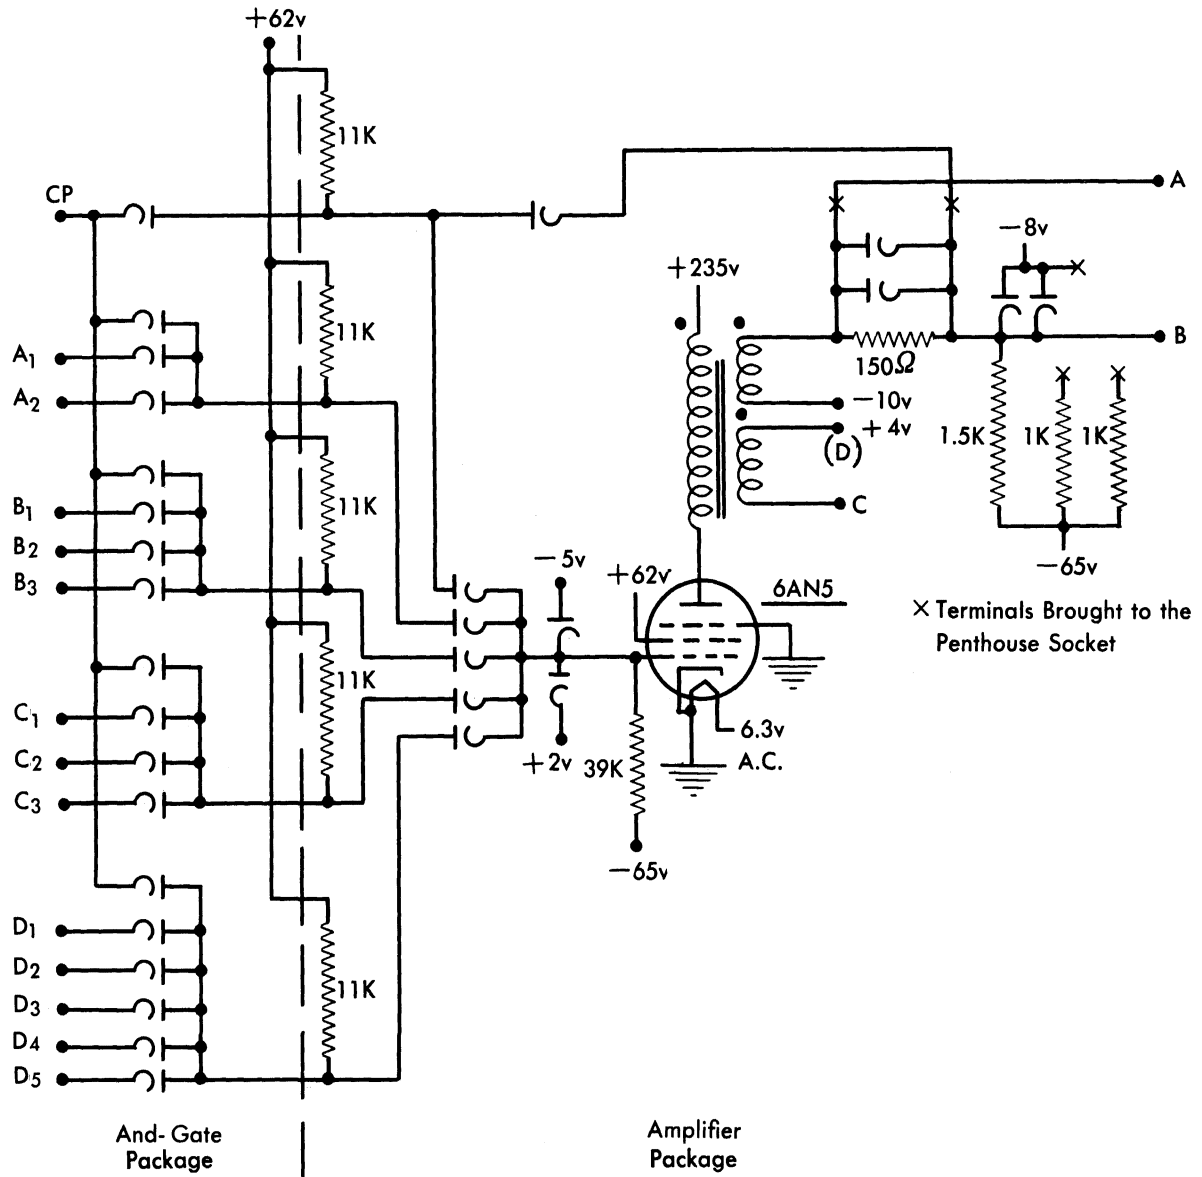 +62v
11K
CP
A
−8v
+235v
11K
A1
B
150Ω
A2
−10v
+4v
(D)
1.5K
1K
1K
B1
11K
C
B2
−5v
−65v
B3
+62v
6AN5
× Terminals Brought to the
Penthouse Socket
11K
C1
6.3v
A.C.
C2
+2v
39K
C3
−65v
D1
D2
11K
D3
D4
D5
And-Gate
Package
Amplifier
Package